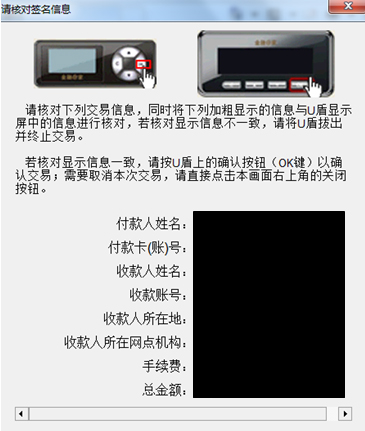 请核对签名信息
请核对下列交易信息，同时将下列加粗显示的信息与U盾显示
屏中的信息进行核对，若核对显示信息不一致，请将U盾拔出
并终止交易。
若核对显示信息一致，请按U盾上的确认按钮（OK键）以确
认交易；需要取消本次交易，请直接点击本画面右上角的关闭
按钮。
付款人姓名：
付款卡(账)号：
收款人姓名：
收款账号：
收款人所在地：
收款人所在网点机构：
手续费：
总金额：